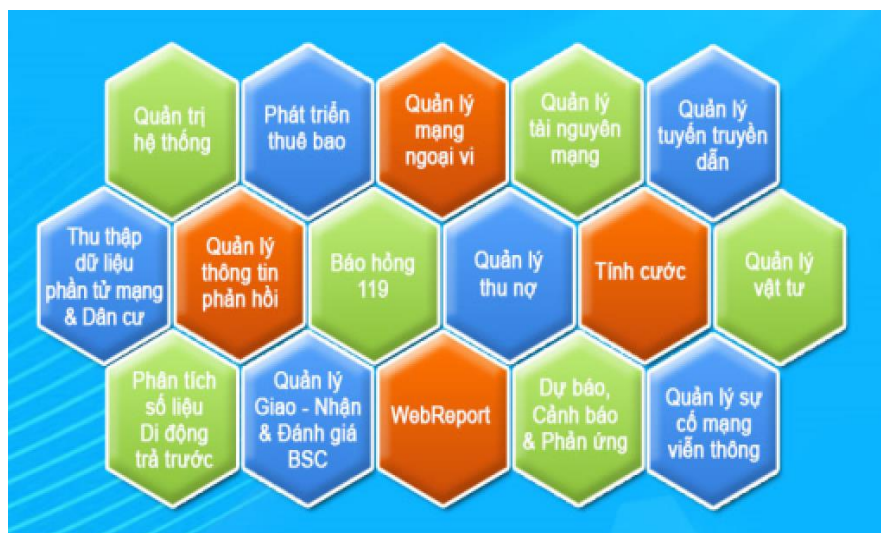 Quản trị
hệ thống
Phát triển
thuê bao
Quản lý
mạng
ngoại vi
Quản lý
tài nguyên
mạng
Quản lý
tuyến truyền
dẫn
Thu thập
dữ liệu
phần tử mạng
& Dân cư
Quản lý
thông tin
phản hồi
Báo hỏng
119
Quản lý
thu nợ
Tính cước
Quản lý
vật tư
Phân tích
số liệu
Di động
trả trước
Quản lý
Giao - Nhận
& Đánh giá
BSC
WebReport
Dự báo,
Cảnh báo
& Phản ứng
Quản lý sự
cố mạng
viễn thông